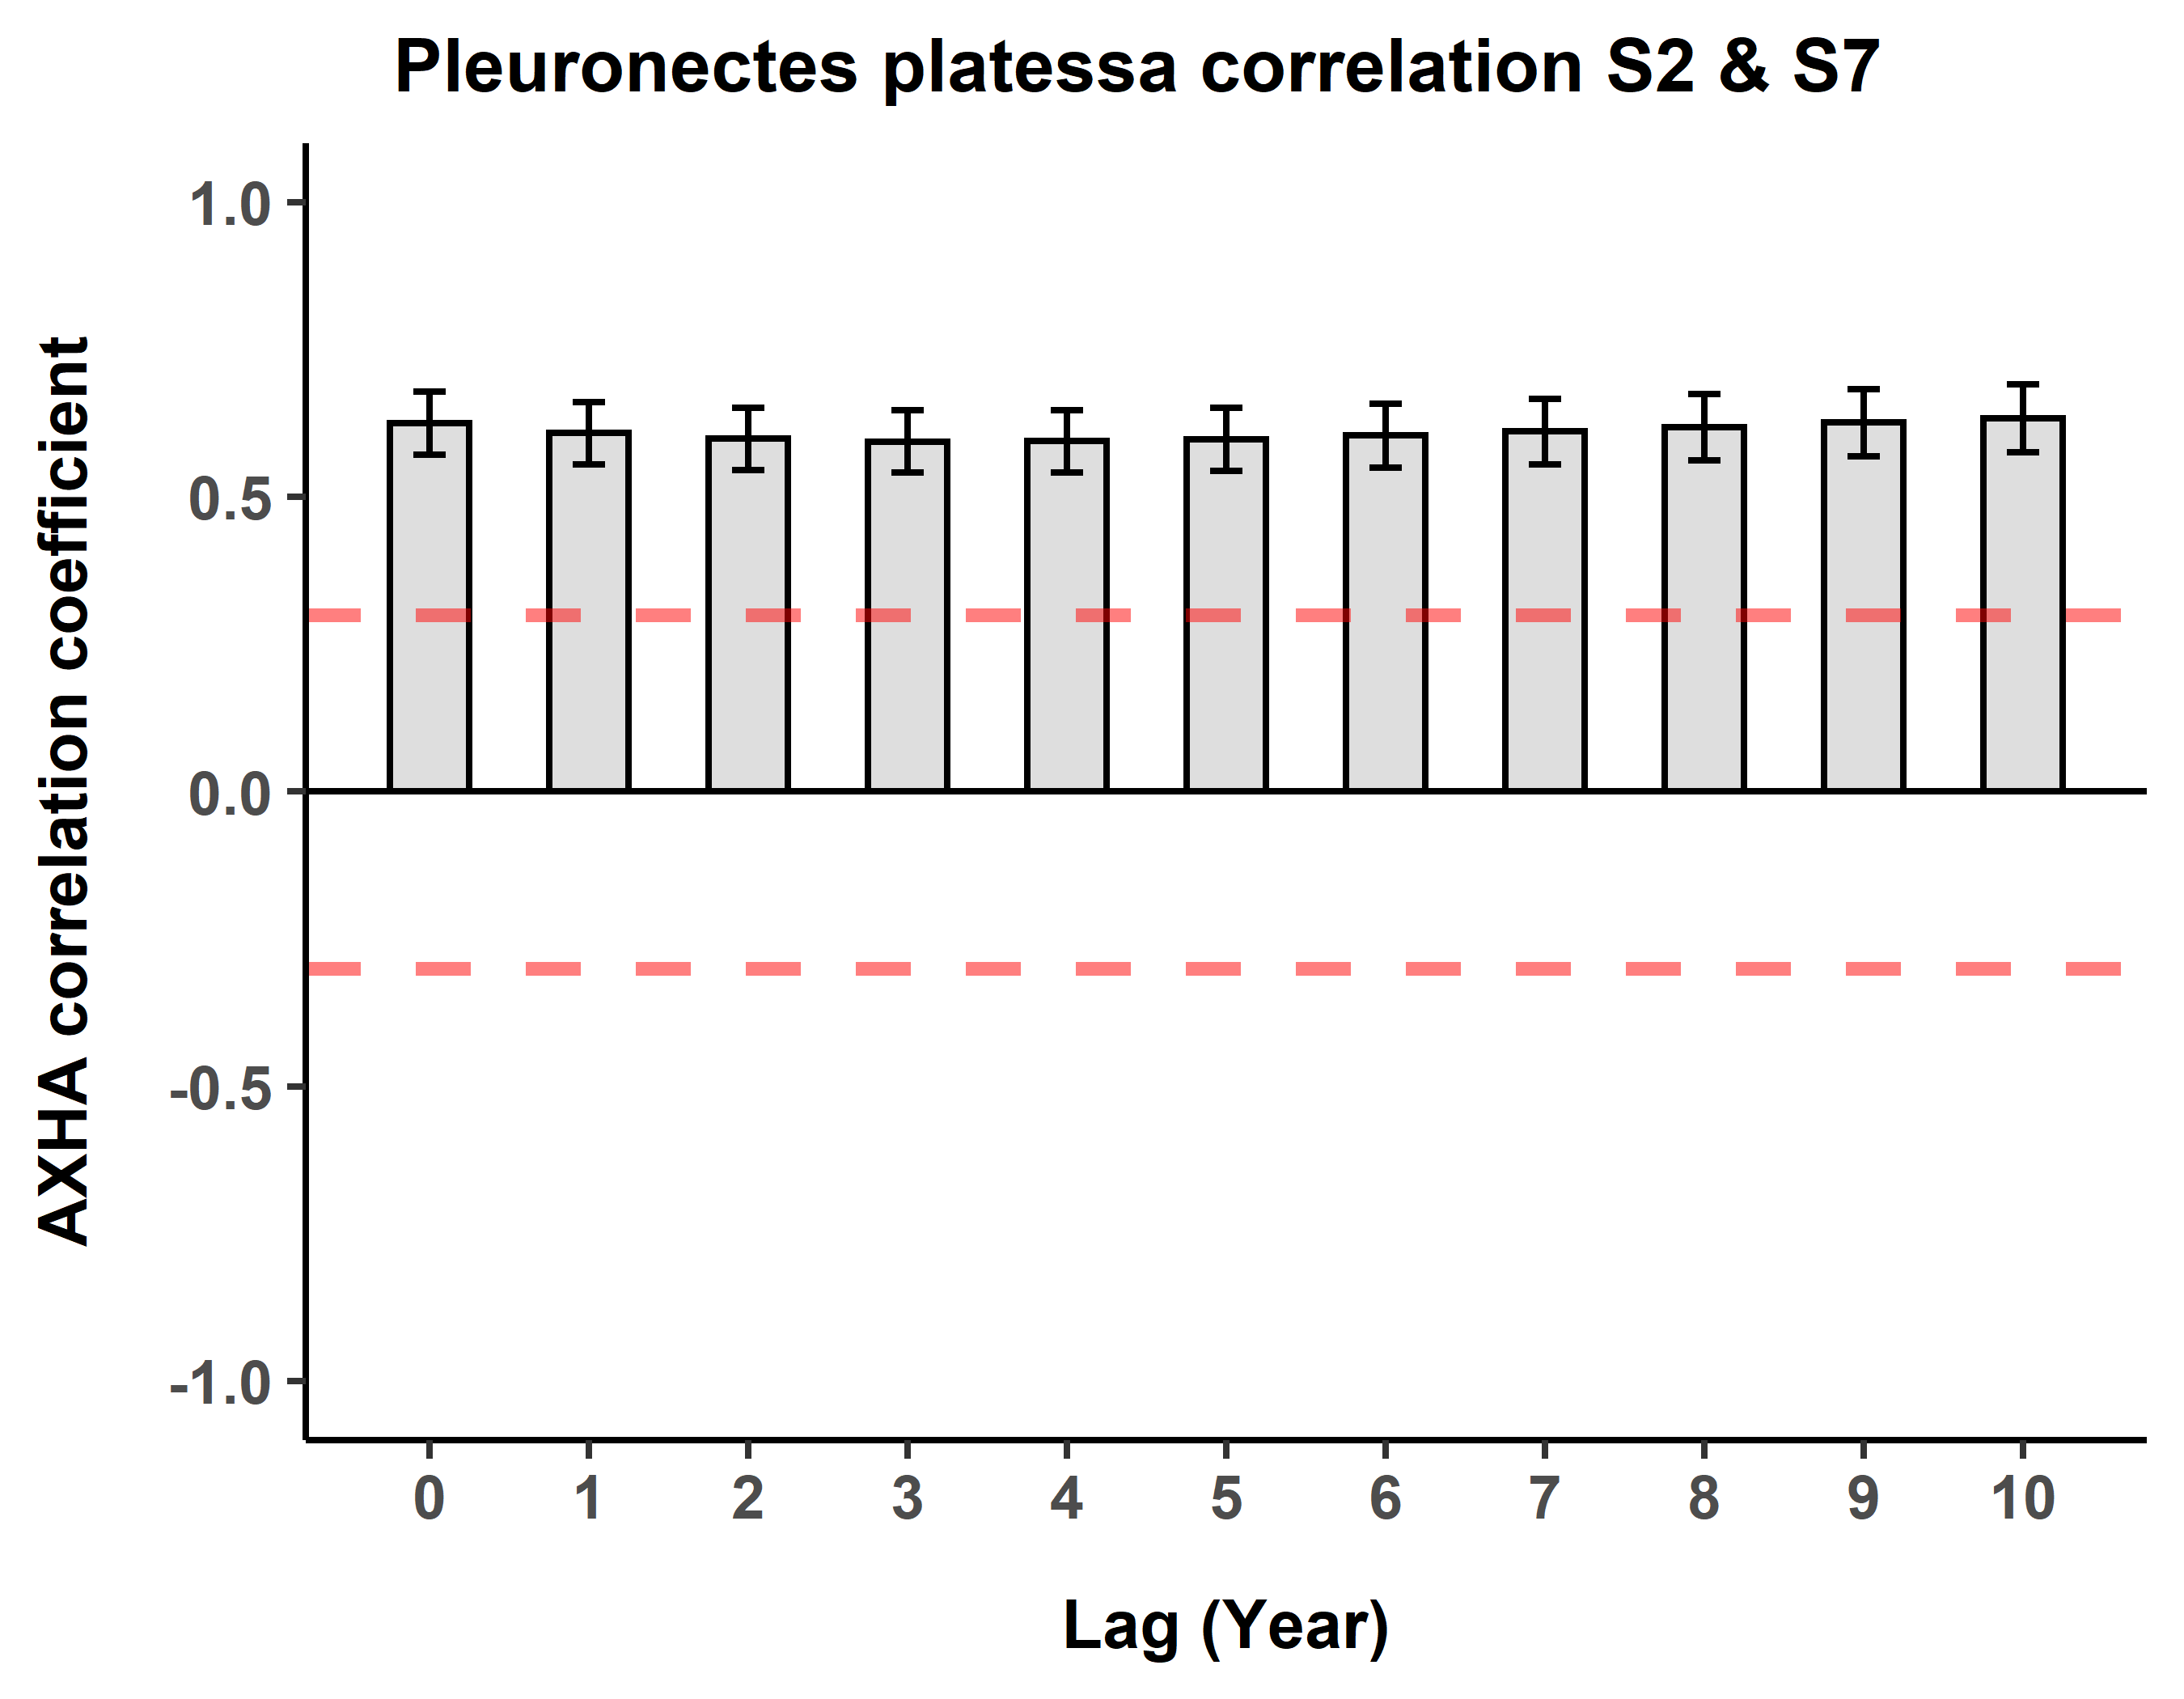 Pleuronectes platessa correlation S2 & S7
AXHA correlation coefficient
1.0
0.5
0.0
-0.5
-1.0
0 1 2 3 4 5 6 7 8 9 10
Lag (Year)